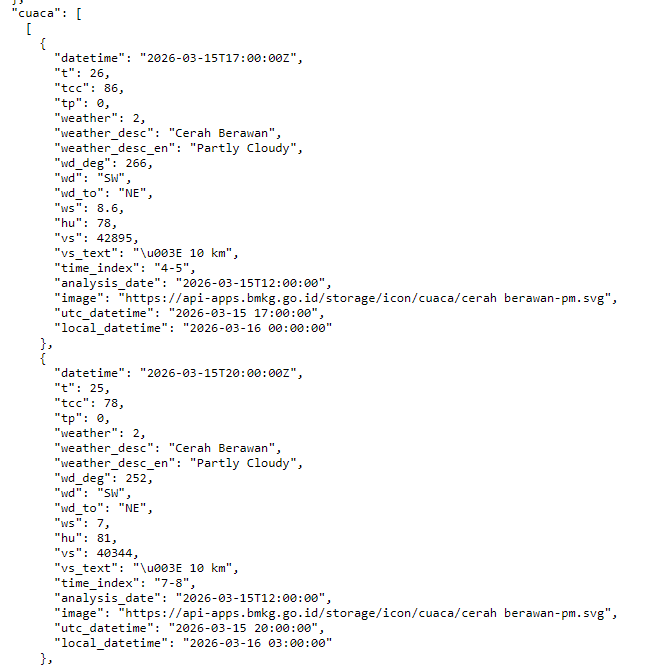 "cuaca": [
[
{
"datetime": "2026-03-15T17:00:00Z",
"t": 26,
"tcc": 86,
"tp": 0,
"weather": 2,
"weather_desc": "Cerah Berawan",
"weather_desc_en": "Partly Cloudy",
"wd_deg": 266,
"wd": "SW",
"wd_to": "NE",
"ws": 8.6,
"hu": 78,
"vs": 42895,
"vs_text": "\u003E 10 km",
"time_index": "4-5",
"analysis_date": "2026-03-15T12:00:00",
"image": "https://api-apps.bmkg.go.id/storage/icon/cuaca/cerah berawan-pm.svg",
"utc_datetime": "2026-03-15 17:00:00",
"local_datetime": "2026-03-16 00:00:00"
},
{
"datetime": "2026-03-15T20:00:00Z",
"t": 25,
"tcc": 78,
"tp": 0,
"weather": 2,
"weather_desc": "Cerah Berawan",
"weather_desc_en": "Partly Cloudy",
"wd_deg": 252,
"wd": "SW",
"wd_to": "NE",
"ws": 7,
"hu": 81,
"vs": 40344,
"vs_text": "\u003E 10 km",
"time_index": "7-8",
"analysis_date": "2026-03-15T12:00:00",
"image": "https://api-apps.bmkg.go.id/storage/icon/cuaca/cerah berawan-pm.svg",
"utc_datetime": "2026-03-15 20:00:00",
"local_datetime": "2026-03-16 03:00:00"
},